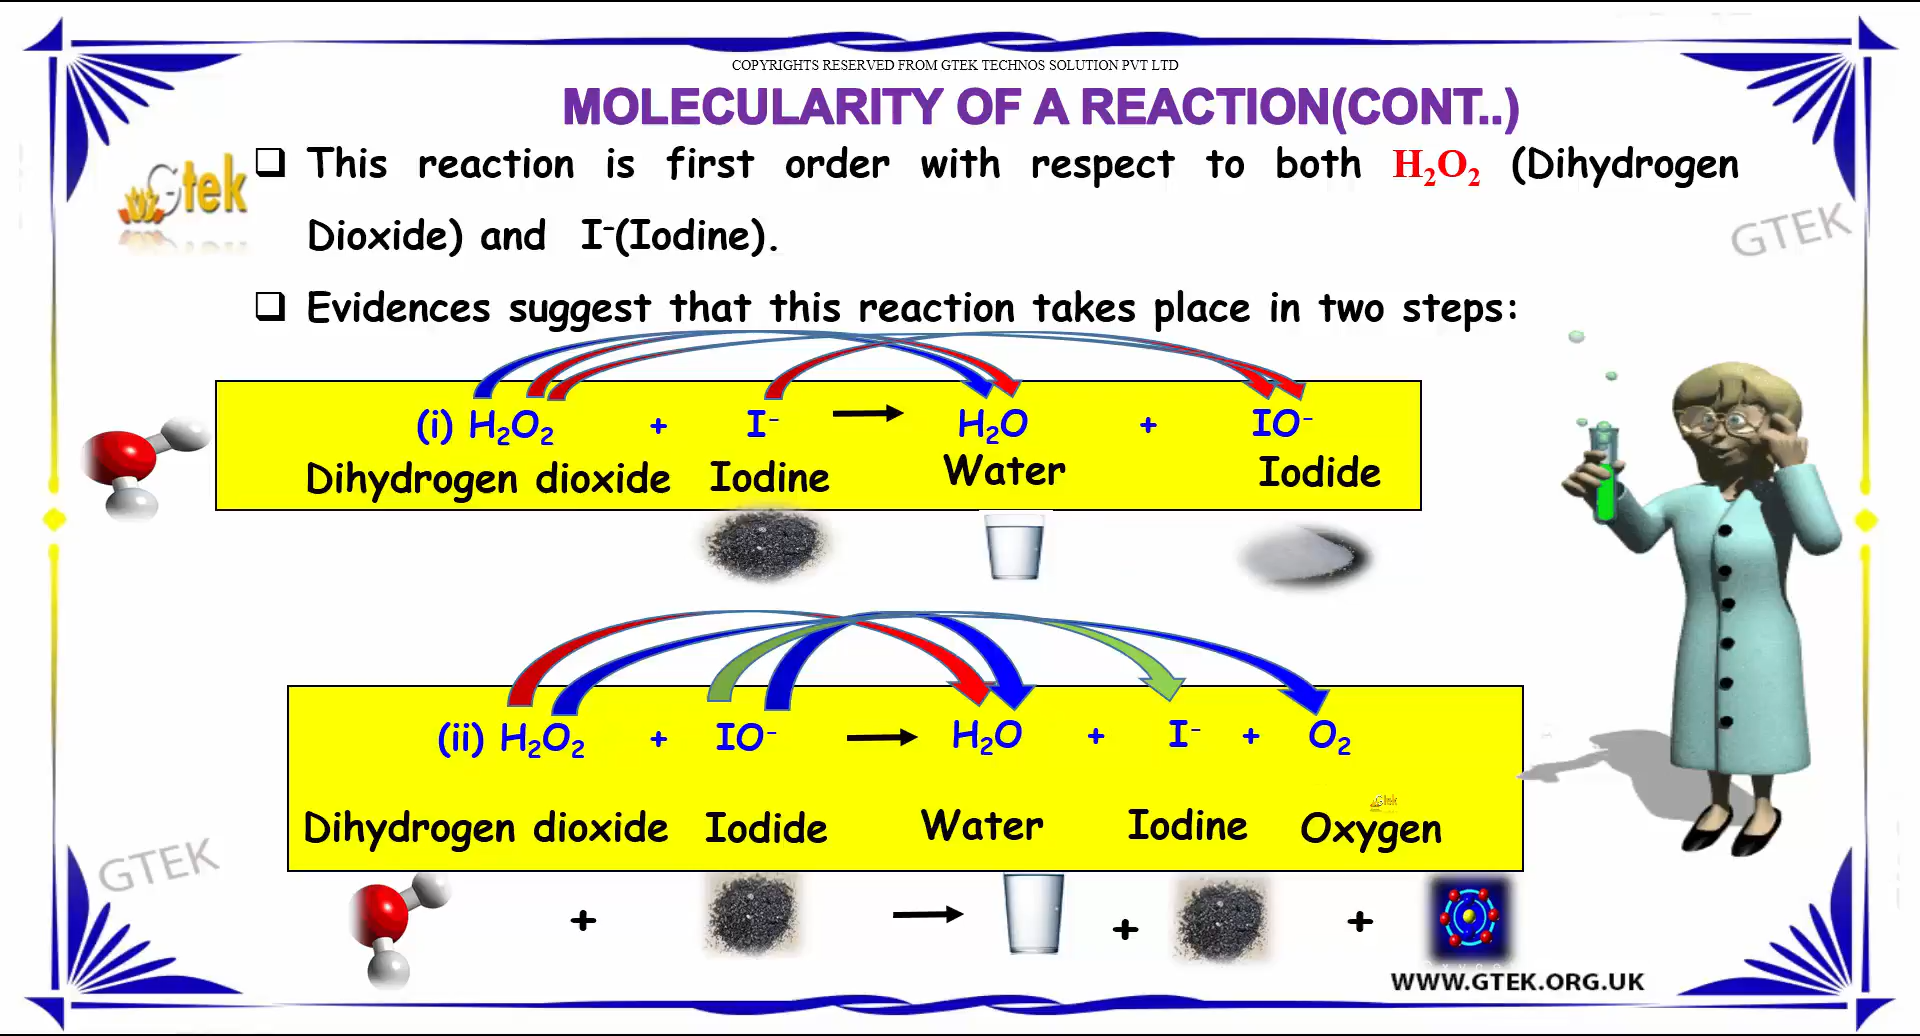 COPYRIGHTS RESERVED FROM GTEK TECHNOS SOLUTION PVT LTD
MOLECULARITY OF A REACTION(CONT..)
Gtek
❑ This reaction is first order with respect to both H₂O₂ (Dihydrogen
Dioxide) and I⁻(Iodine).
GTEK
❑ Evidences suggest that this reaction takes place in two steps:
(i) H₂O₂ + I⁻ → H₂O + IO⁻
Dihydrogen dioxide Iodine Water Iodide
(ii) H₂O₂ + IO⁻ → H₂O + I⁻ + O₂
Gtek
Dihydrogen dioxide Iodide Water Iodine Oxygen
GTEK
+ → + +
WWW.GTEK.ORG.UK